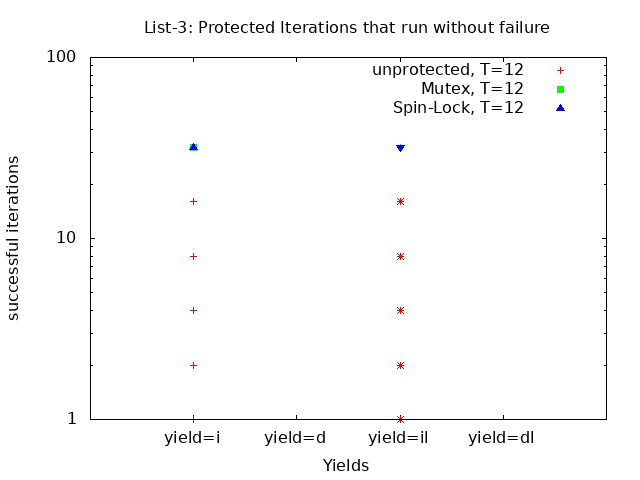 List-3: Protected Iterations that run without failure
100
10
1
successful iterations
unprotected, T=12
Mutex, T=12
Spin-Lock, T=12
yield=i yield=d yield=il yield=dl
Yields